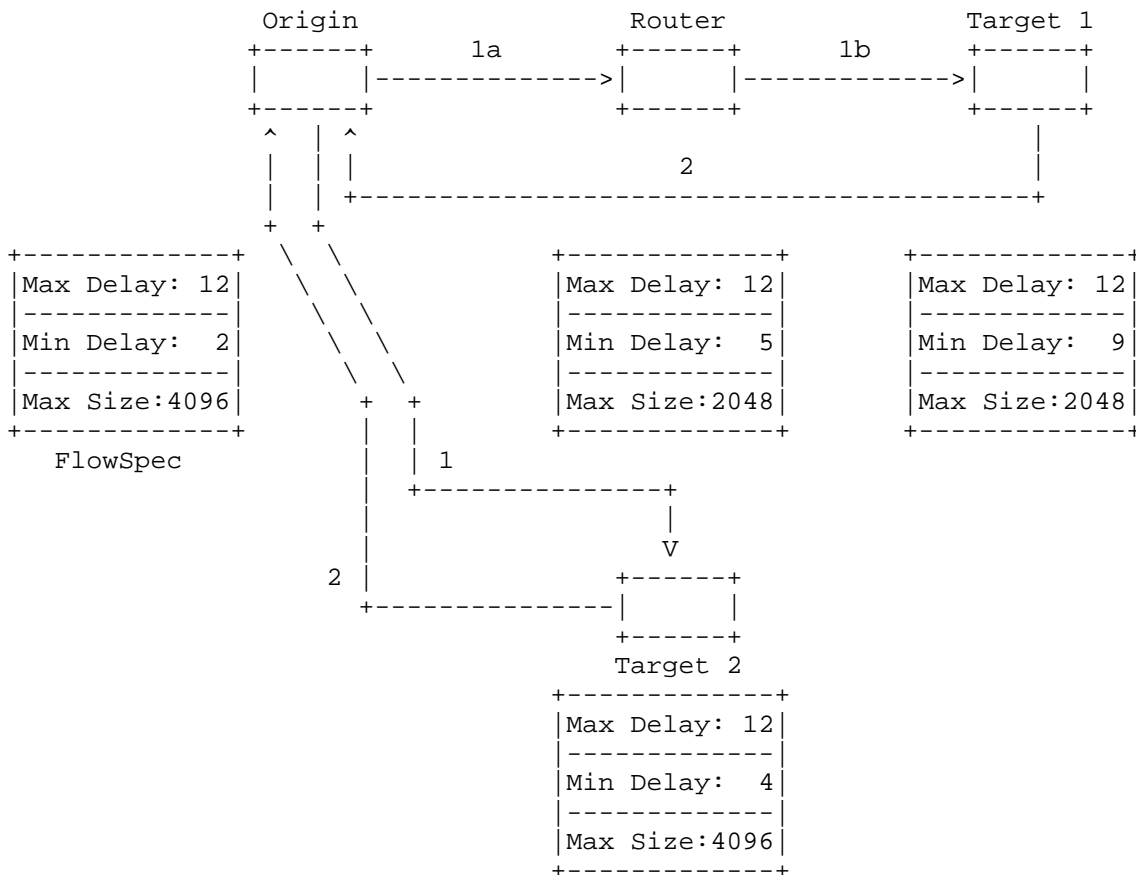 Origin Router Target 1
1a 1b
2
Max Delay: 12 Max Delay: 12 Max Delay: 12
Min Delay: 2 Min Delay: 5 Min Delay: 9
Max Size:4096 Max Size:2048 Max Size:2048
FlowSpec 1
V
2
Target 2
Max Delay: 12
Min Delay: 4
Max Size:4096